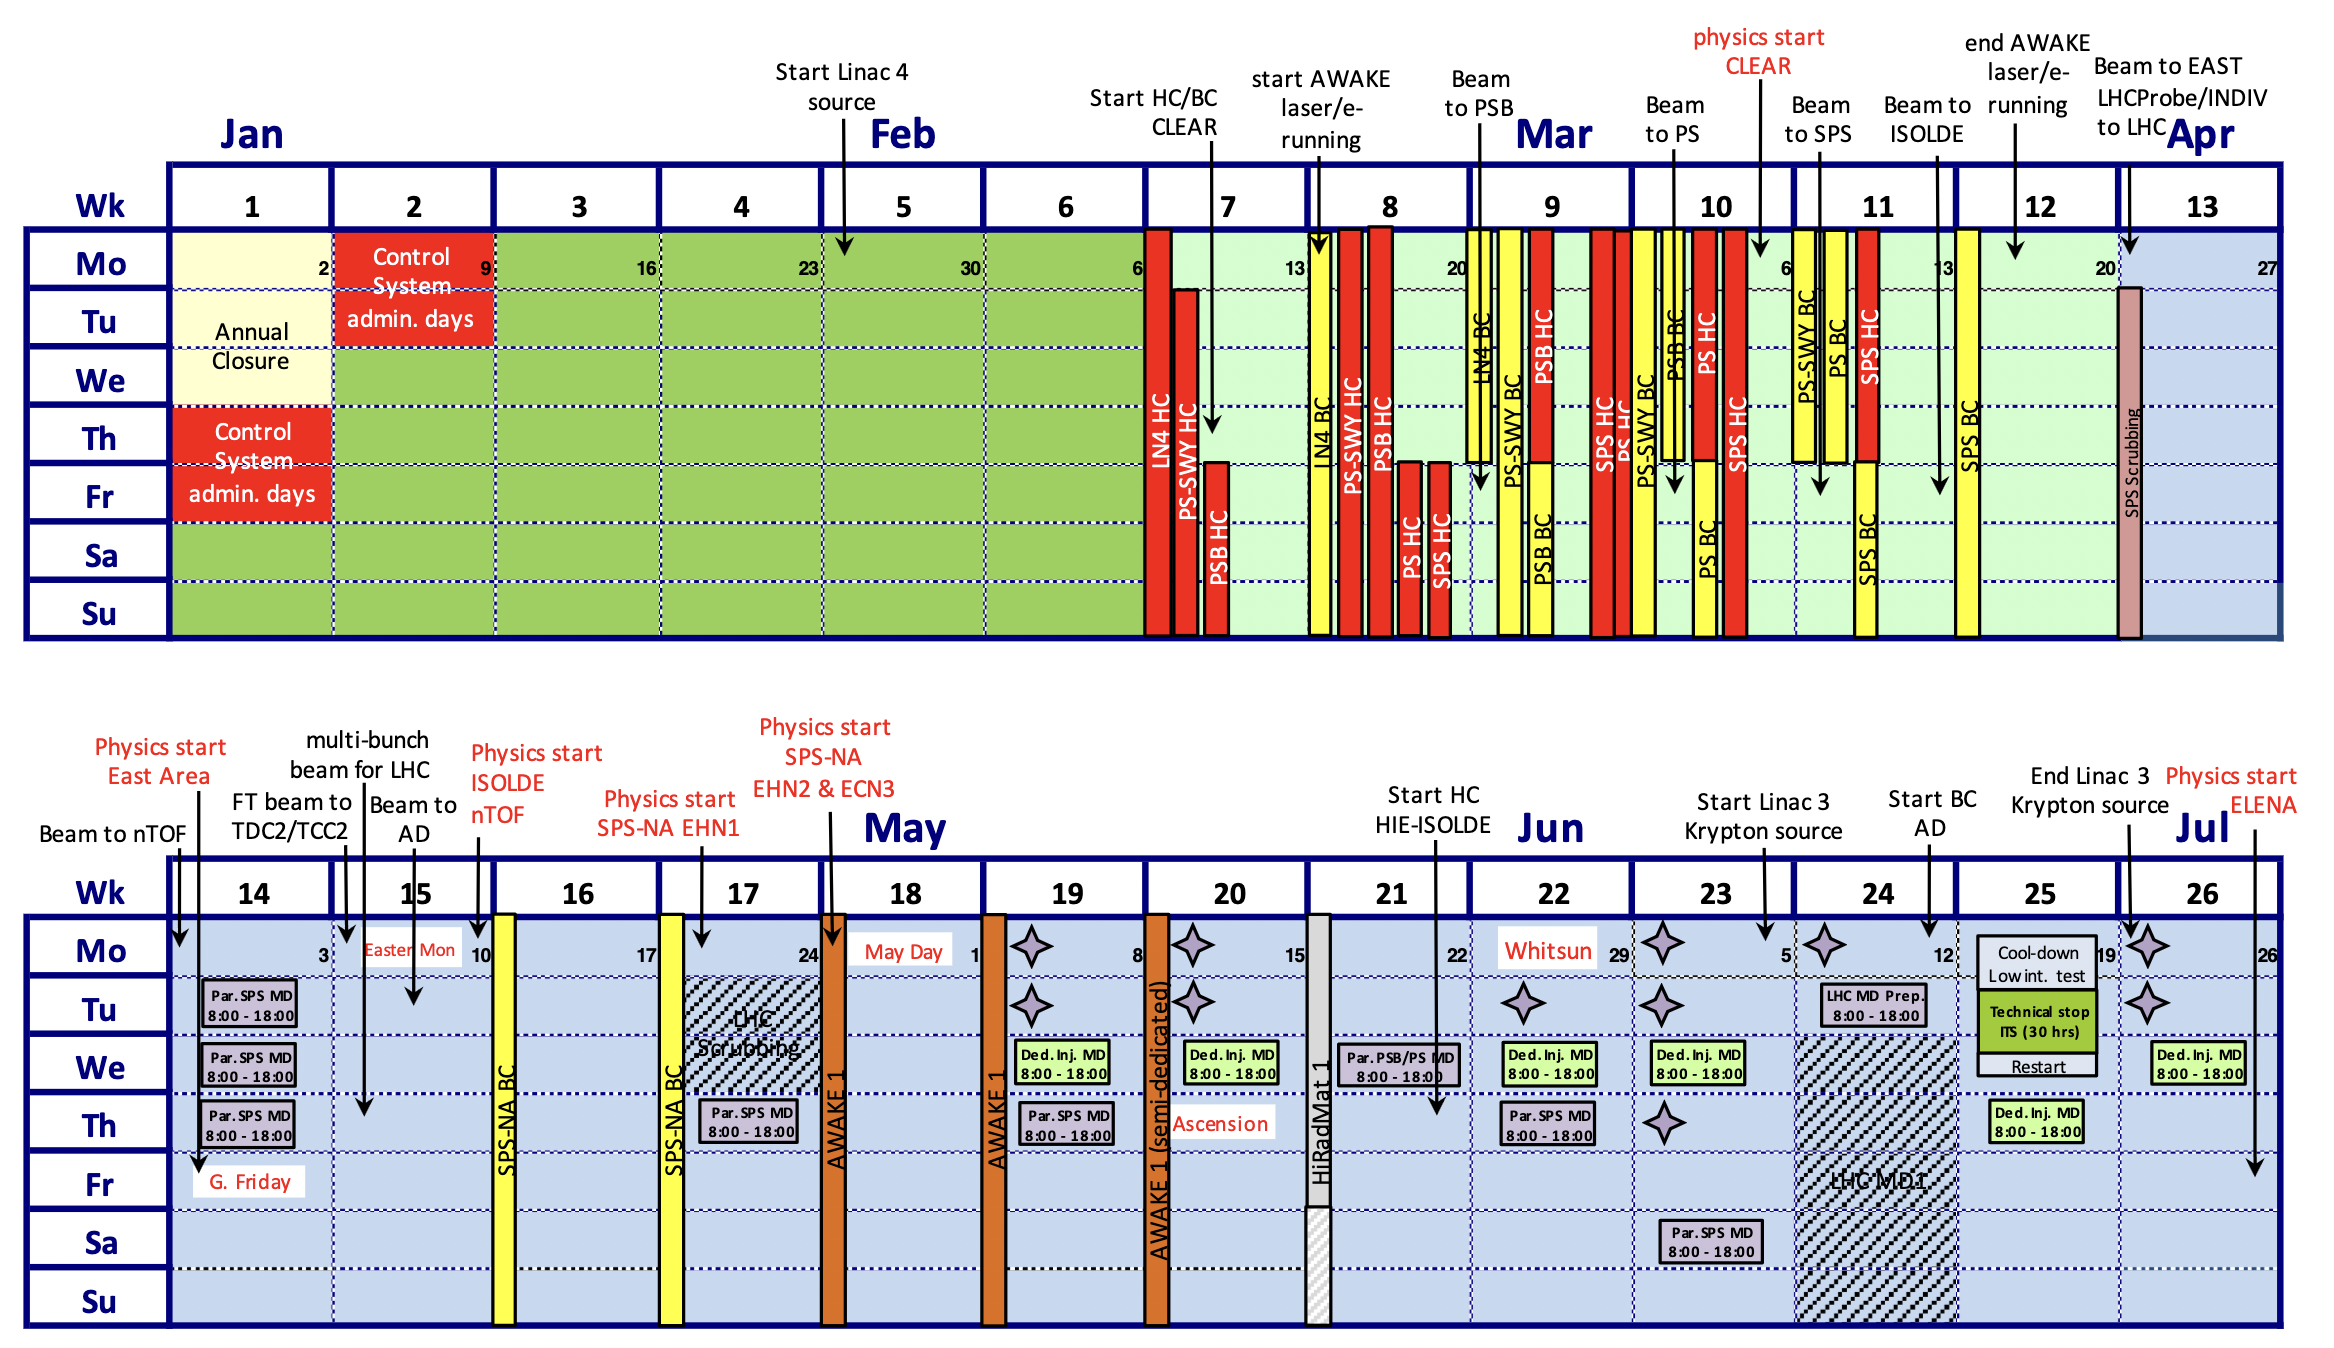 Start Linac 4
source
Start HC/BC
CLEAR
start AWAKE
laser/e-
running
Beam
to PSB
Beam
to PS
physics start
CLEAR
Beam
to SPS
Beam to
ISOLDE
end AWAKE
laser/e-
running
Beam to EAST
LHCProbe/INDIV
to LHC
Jan Feb Mar Apr
Wk 1 2 3 4 5 6 7 8 9 10 11 12 13
Mo 2 9 16 23 30 6 13 20 6 13 20 27
Tu
We
Th
Fr
Sa
Su
Annual
Closure
Control
System
admin. days
Control
System
admin. days
LN4 HC
PS-SWY HC
PSB HC
LN4 BC
PS-SWY HC
PSB HC
PS HC
SPS HC
LN4 BC
PS-SWY BC
PSB HC
PSB BC
SPS HC
PS HC
PS-SWY BC
PSB BC
PS HC
PS BC
SPS HC
PS-SWY BC
PS BC
SPS HC
SPS BC
SPS BC
SPS Scrubbing
Beam to nTOF
Physics start
East Area
FT beam to
TDC2/TCC2
multi-bunch
beam for LHC
Beam to
AD
Physics start
ISOLDE
nTOF
Physics start
SPS-NA EHN1
Physics start
SPS-NA
EHN2 & ECN3
Start HC
HIE-ISOLDE
Start Linac 3
Krypton source
Start BC
AD
End Linac 3
Krypton source
Physics start
ELENA
May Jun Jul
Wk 14 15 16 17 18 19 20 21 22 23 24 25 26
Mo 3 Easter Mon 10 17 24 May Day 1 8 15 22 Whitsun 29 5 12 19 26
Tu
We
Th
Fr
Sa
Su
Par. SPS MD
8:00 - 18:00
Par. SPS MD
8:00 - 18:00
Par. SPS MD
8:00 - 18:00
G. Friday
SPS-NA BC
SPS-NA BC
LHC
Scrubbing
Par. SPS MD
8:00 - 18:00
AWAKE 1
AWAKE 1
Ded. Inj. MD
8:00 - 18:00
Par. SPS MD
8:00 - 18:00
AWAKE 1 (semi-dedicated)
Ded. Inj. MD
8:00 - 18:00
Ascension
HiRadMat 1
Par. PSB/PS MD
8:00 - 18:00
Ded. Inj. MD
8:00 - 18:00
Par. SPS MD
8:00 - 18:00
Ded. Inj. MD
8:00 - 18:00
Par. SPS MD
8:00 - 18:00
LHC MD Prep.
8:00 - 18:00
LHC MD1
Cool-down
Low int. test
Technical stop
ITS (30 hrs)
Restart
Ded. Inj. MD
8:00 - 18:00
Ded. Inj. MD
8:00 - 18:00